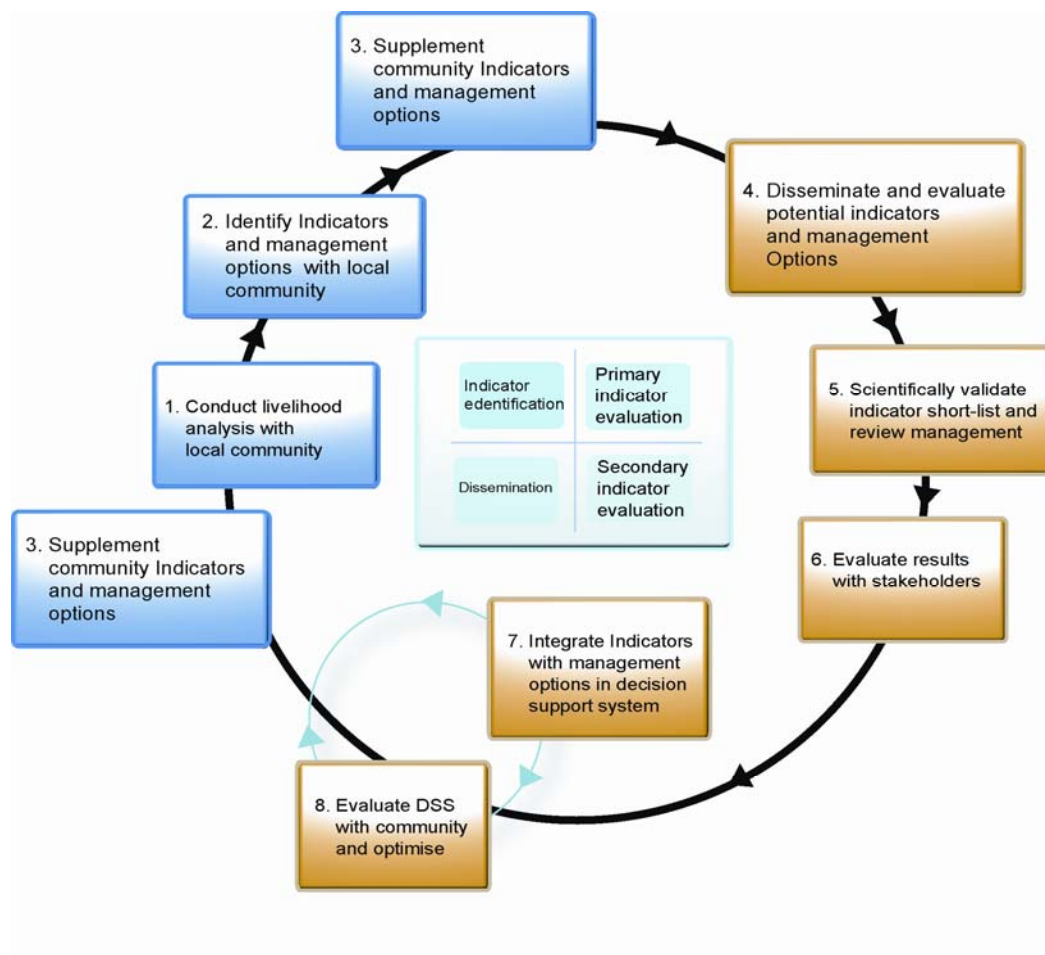 3. Supplement
community Indicators
and management
options
4. Disseminate and evaluate
potential indicators
and management
Options
2. Identify Indicators
and management
options with local
community
1. Conduct livelihood
analysis with
local community
Indicator
edentification
Primary
indicator
evaluation
Dissemination
Secondary
indicator
evaluation
5. Scientifically validate
indicator short-list and
review management
3. Supplement
community Indicators
and management
options
6. Evaluate results
with stakeholders
7. Integrate Indicators
with management
options in decision
support system
8. Evaluate DSS
with community
and optimise